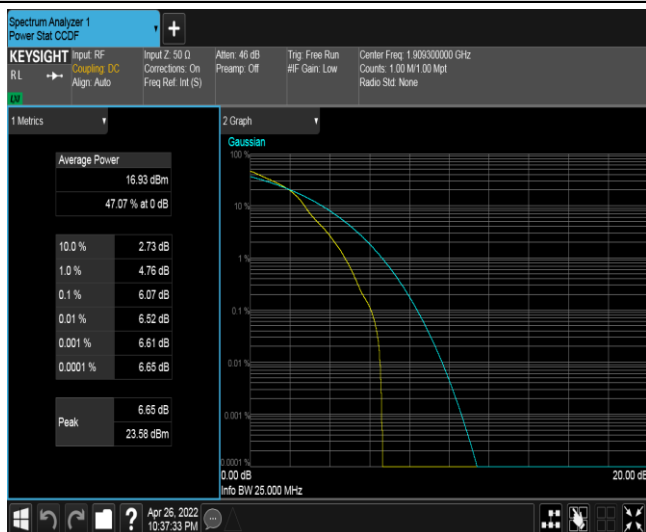 Spectrum Analyzer 1
Power Stat CCDF
+
KEYSIGHT
RL
Input: RF
Coupling: DC
Align: Auto
Input Z: 50 Ω
Corrections: On
Freq Ref: Int (S)
Atten: 46 dB
Preamp: Off
Trig: Free Run
#IF Gain: Low
Center Freq: 1.909300000 GHz
Counts: 1.00 M/1.00 Mpt
Radio Std: None
1 Metrics
Average Power
16.93 dBm
47.07 % at 0 dB
10.0 % 2.73 dB
1.0 % 4.76 dB
0.1 % 6.07 dB
0.01 % 6.52 dB
0.001 % 6.61 dB
0.0001 % 6.65 dB
Peak
6.65 dB
23.58 dBm
2 Graph
Gaussian
100 %
10 %
1 %
0.1 %
0.01 %
0.001 %
0.0001 %
0.00 dB
20.00 dB
Info BW 25.000 MHz
?
Apr 26, 2022
10:37:33 PM